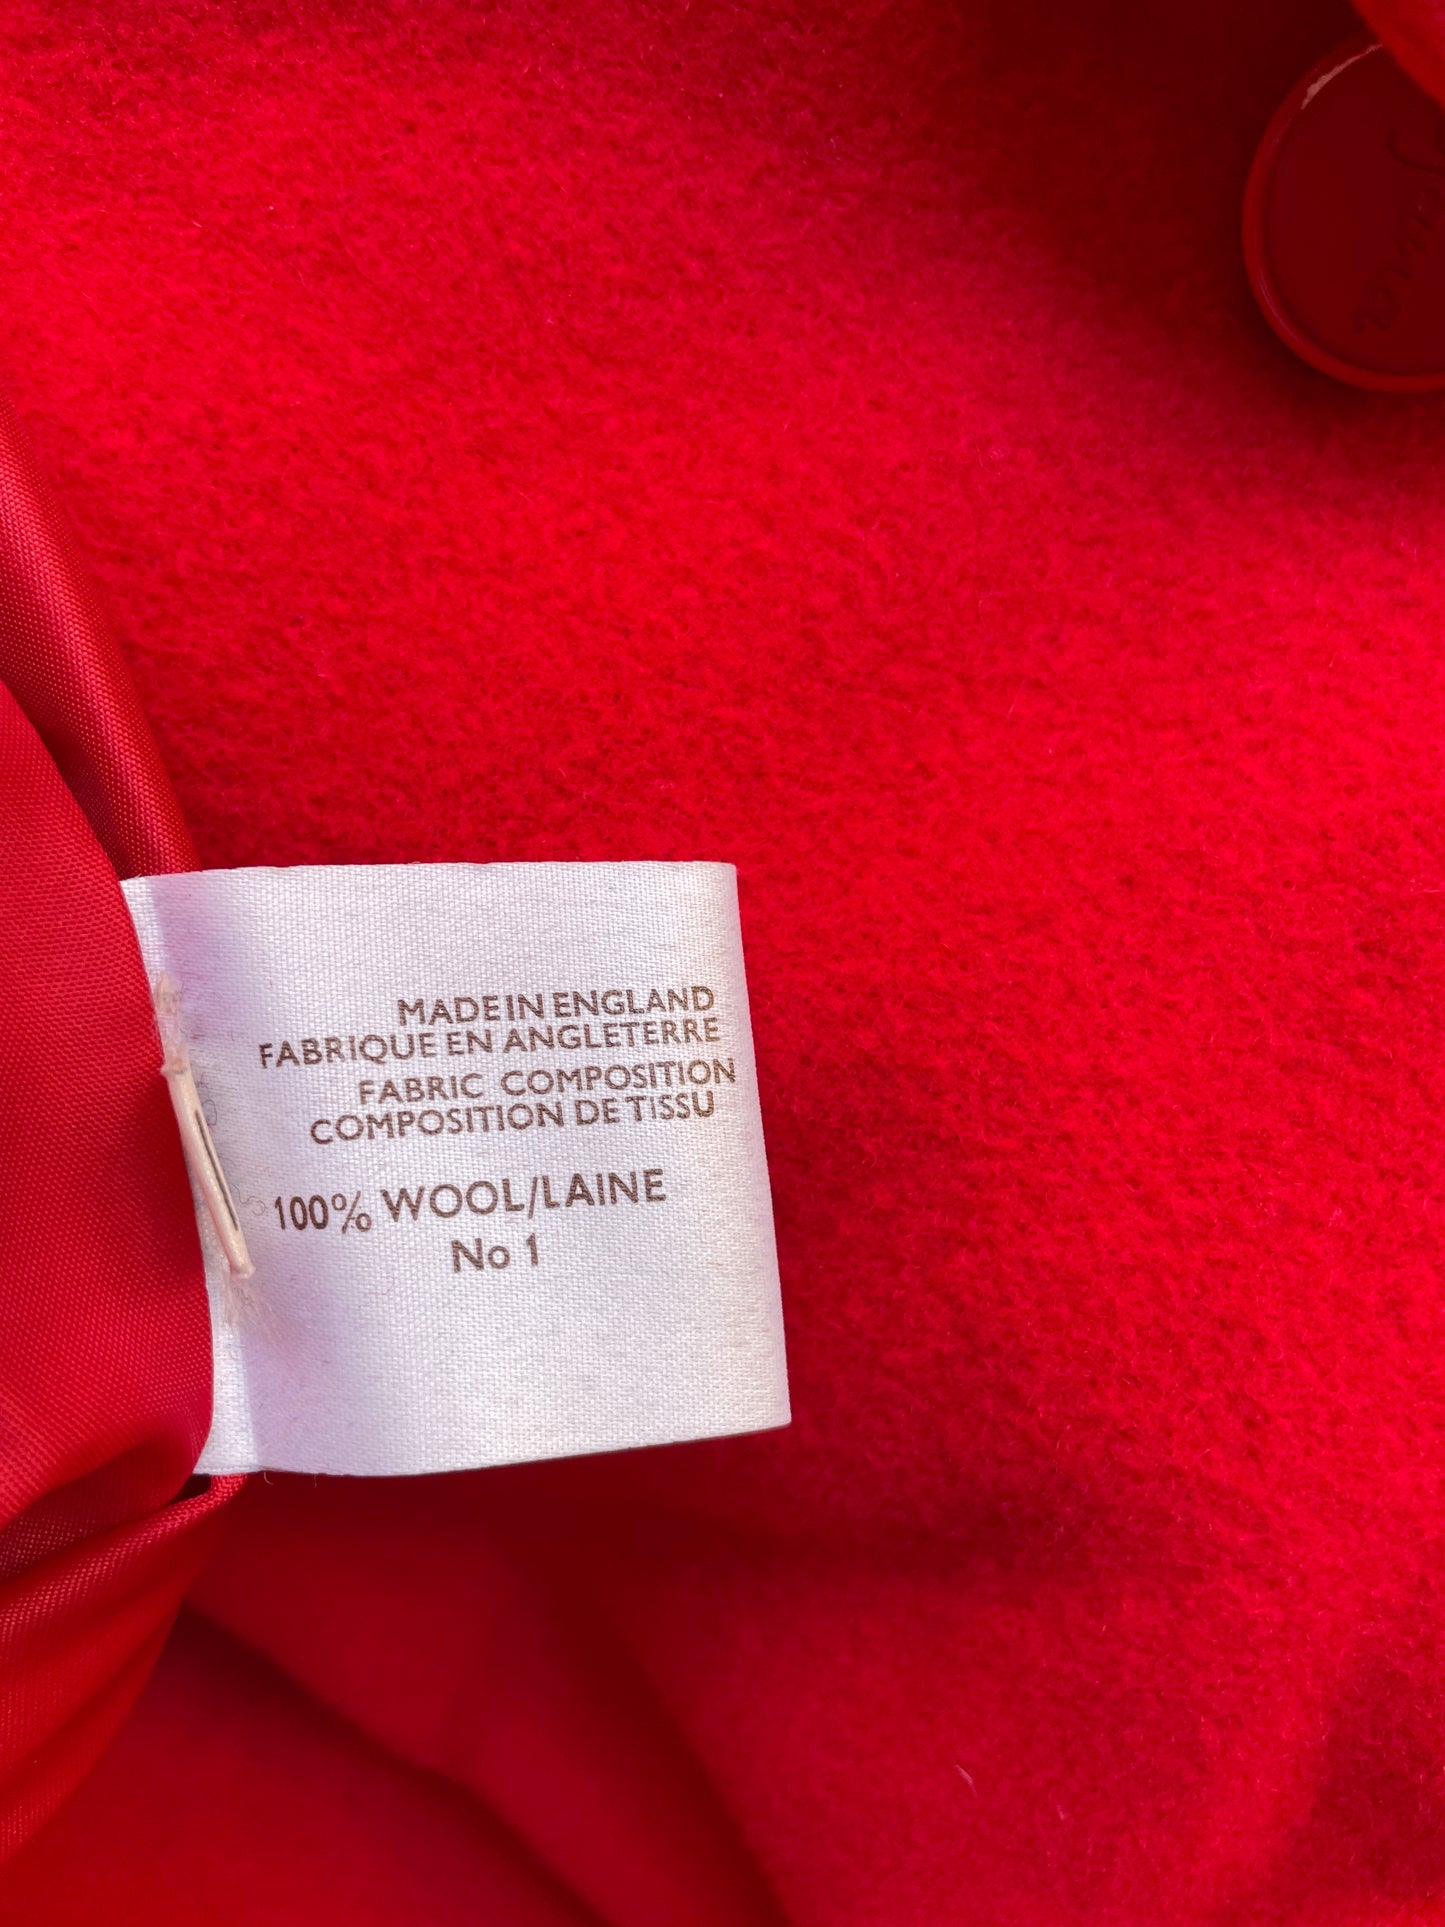 MADE IN ENGLAND
FABRIQUE EN ANGLETERRE
FABRIC COMPOSITION
COMPOSITION DE TISSU
100% WOOL/LAINE
No 1